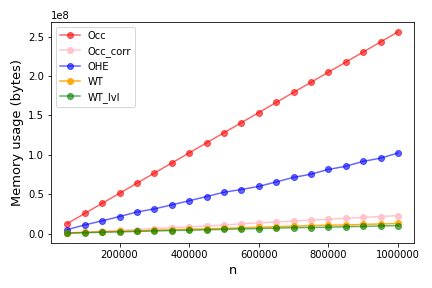 1e8
Memory usage (bytes)
2.5
2.0
1.5
1.0
0.5
0.0
Occ
Occ_corr
OHE
WT
WT_lvl
200000 400000 600000 800000 1000000
n